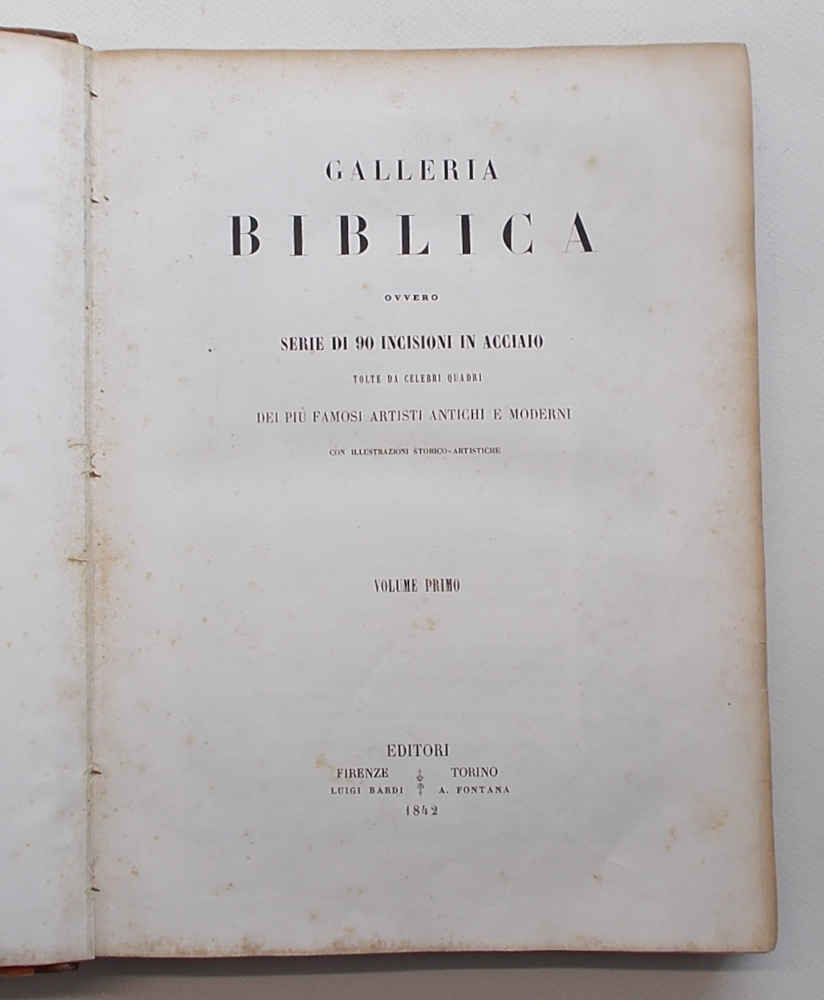 GALLERIA
BIBLICA
OVVERO
SERIE DI 90 INCISIONI IN ACCIAIO
TOLTE DA CELEBRI QUADRI
DEI PIÙ FAMOSI ARTISTI ANTICHI E MODERNI
CON ILLUSTRAZIONI STORICO-ARTISTICHE
VOLUME PRIMO
EDITORI
FIRENZE TORINO
LUIGI BARDI A. FONTANA
1842